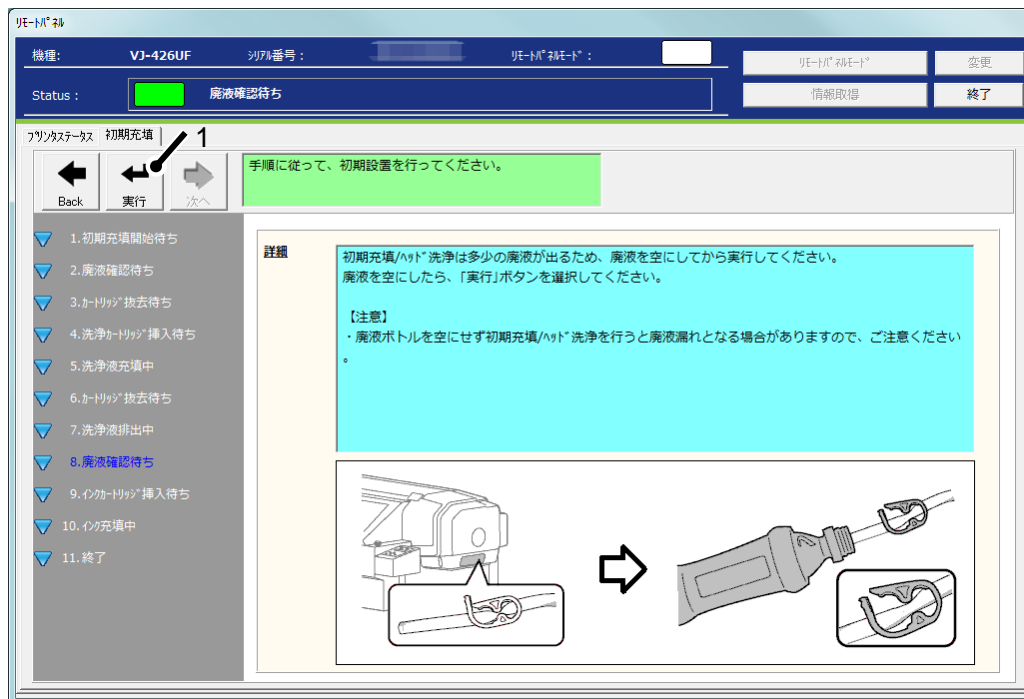 ﾘﾓｰﾄﾊﾟﾈﾙ
機種: VJ-426UF ｼﾘｱﾙ番号： ﾘﾓｰﾄﾊﾟﾈﾙﾓｰﾄﾞ：
ﾘﾓｰﾄﾊﾟﾈﾙﾓｰﾄﾞ 変更
Status： 廃液確認待ち
情報取得 終了
ﾌﾟﾘﾝﾀｽﾃｰﾀｽ 初期充填 1
Back 実行 次へ
手順に従って、初期設置を行ってください。
1.初期充填開始待ち
2.廃液確認待ち
3.ｶｰﾄﾘｯｼﾞ抜去待ち
4.洗浄ｶｰﾄﾘｯｼﾞ挿入待ち
5.洗浄液充填中
6.ｶｰﾄﾘｯｼﾞ抜去待ち
7.洗浄液排出中
8.廃液確認待ち
9.ｲﾝｸｶｰﾄﾘｯｼﾞ挿入待ち
10.ｲﾝｸ充填中
11.終了
詳細
初期充填/ﾍｯﾄﾞ洗浄は多少の廃液が出るため、廃液を空にしてから実行してください。
廃液を空にしたら、「実行」ボタンを選択してください。
【注意】
・廃液ボトルを空にせず初期充填/ﾍｯﾄﾞ洗浄を行うと廃液漏れとなる場合がありますので、ご注意ください
。